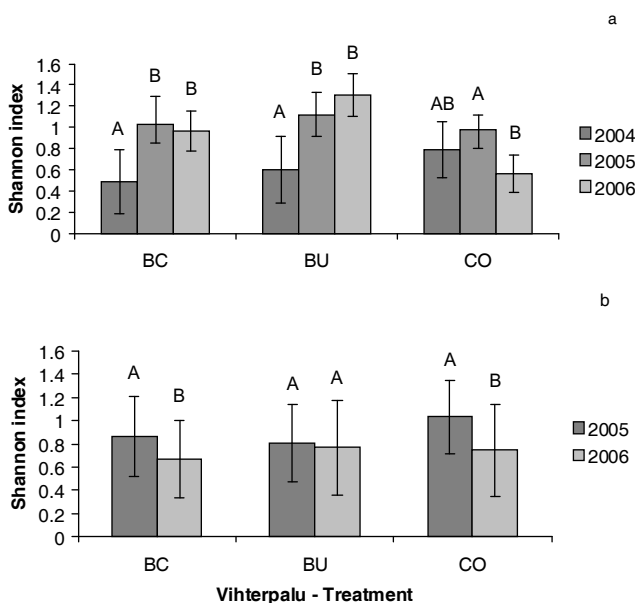 a
Shannon index
1.6
1.4
1.2
1
0.8
0.6
0.4
0.2
0
A B B
A B B
AB A B
BC BU CO
2004
2005
2006
b
Shannon index
1.6
1.4
1.2
1
0.8
0.6
0.4
0.2
0
A B
A A
A B
BC BU CO
2005
2006
Vihterpalu - Treatment